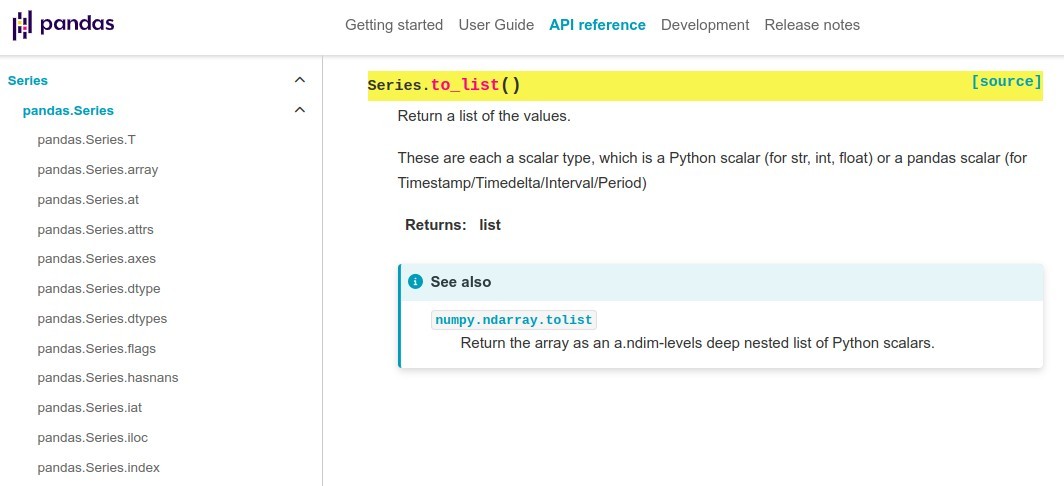 pandas
Getting started User Guide API reference Development Release notes
Series
pandas.Series
pandas.Series.T
pandas.Series.array
pandas.Series.at
pandas.Series.attrs
pandas.Series.axes
pandas.Series.dtype
pandas.Series.dtypes
pandas.Series.flags
pandas.Series.hasnans
pandas.Series.iat
pandas.Series.iloc
pandas.Series.index
Series.to_list() [source]
Return a list of the values.
These are each a scalar type, which is a Python scalar (for str, int, float) or a pandas scalar (for
Timestamp/Timedelta/Interval/Period)
Returns: list
See also
numpy.ndarray.tolist
Return the array as an a.ndim-levels deep nested list of Python scalars.